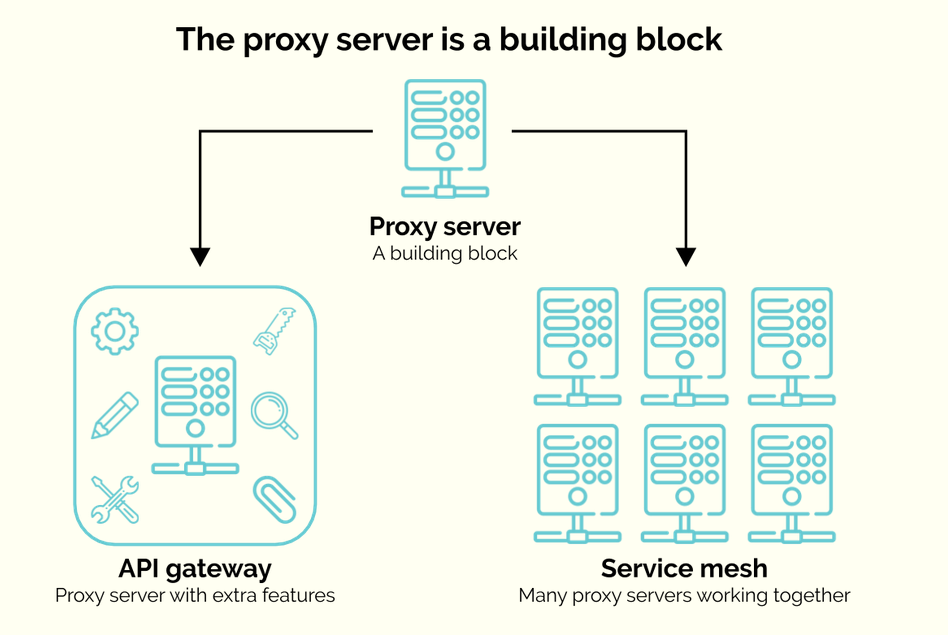 The proxy server is a building block
Proxy server
A building block
API gateway
Proxy server with extra features
Service mesh
Many proxy servers working together